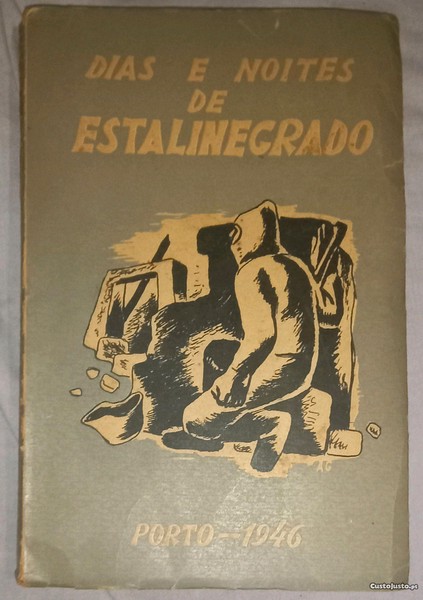 DIAS E NOITES
DE
ESTALINEGRADO
PORTO--1946
CustoJusto.pt